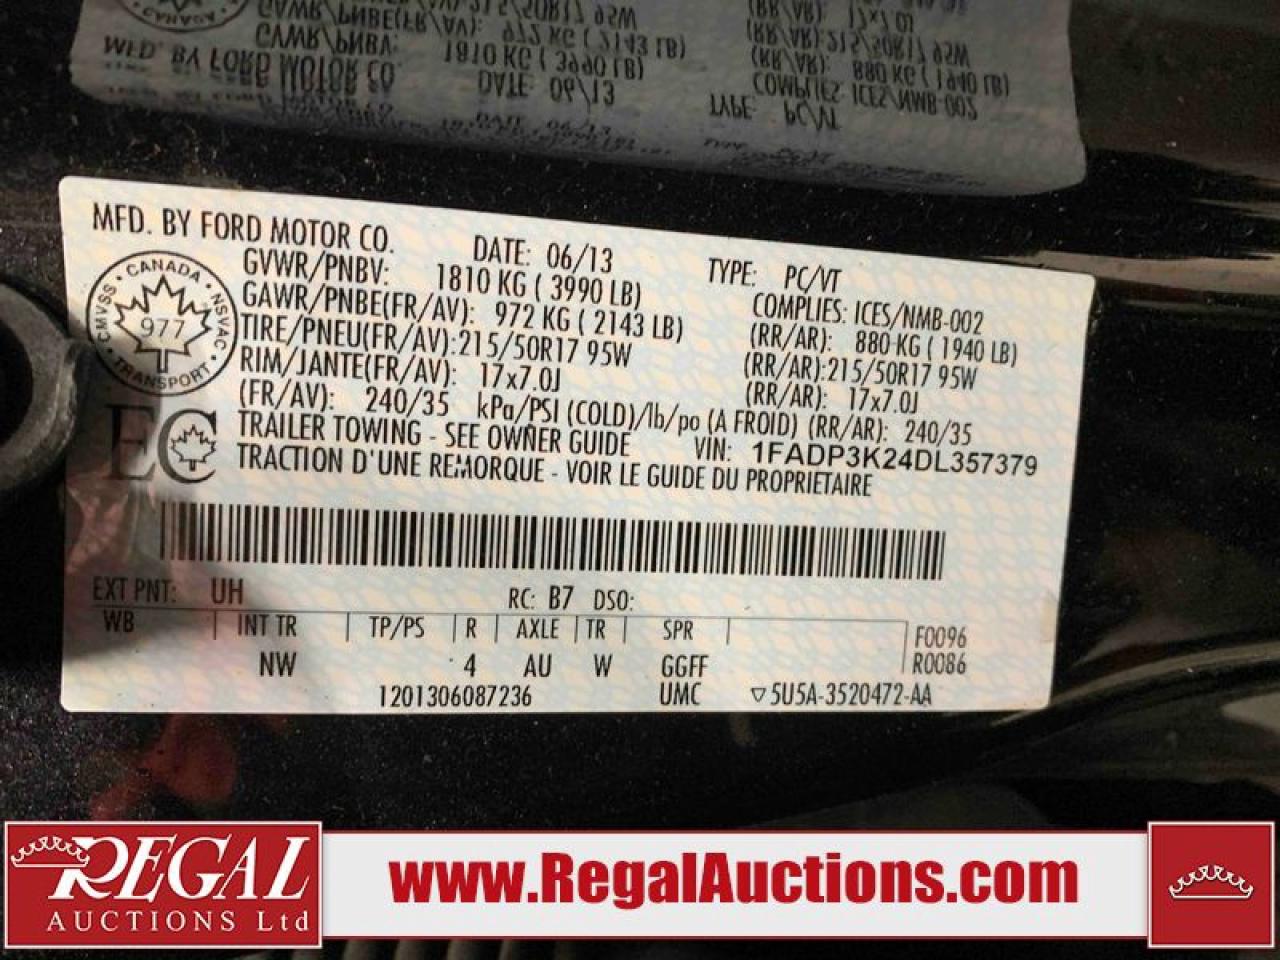 MFD. BY FORD MOTOR CO.
DATE: 06/13
TYPE: PC/VT
GVWR/PNBV: 1810 KG ( 3990 LB)
COMPLIES: ICES/NMB-002
GAWR/PNBE(FR/AV): 972 KG ( 2143 LB)
(RR/AR): 880 KG ( 1940 LB)
TIRE/PNEU(FR/AV):215/50R17 95W
(RR/AR):215/50R17 95W
RIM/JANTE(FR/AV): 17x7.0J
(RR/AR): 17x7.0J
(FR/AV): 240/35 kPa/PSI (COLD)/lb/po (A FROID) (RR/AR): 240/35
TRAILER TOWING - SEE OWNER GUIDE
VIN: 1FADP3K24DL357379
TRACTION D'UNE REMORQUE - VOIR LE GUIDE DU PROPRIETAIRE
CMVSS • CANADA • NSVAC • TRANSPORT •
977
EC
EXT PNT: UH
RC: B7 DSO:
WB | INT TR | TP/PS | R | AXLE | TR | SPR | F0096
NW 4 AU W GGFF | R0086
1201306087236 UMC ▽5U5A-3520472-AA
REGAL
AUCTIONS Ltd
www.RegalAuctions.com